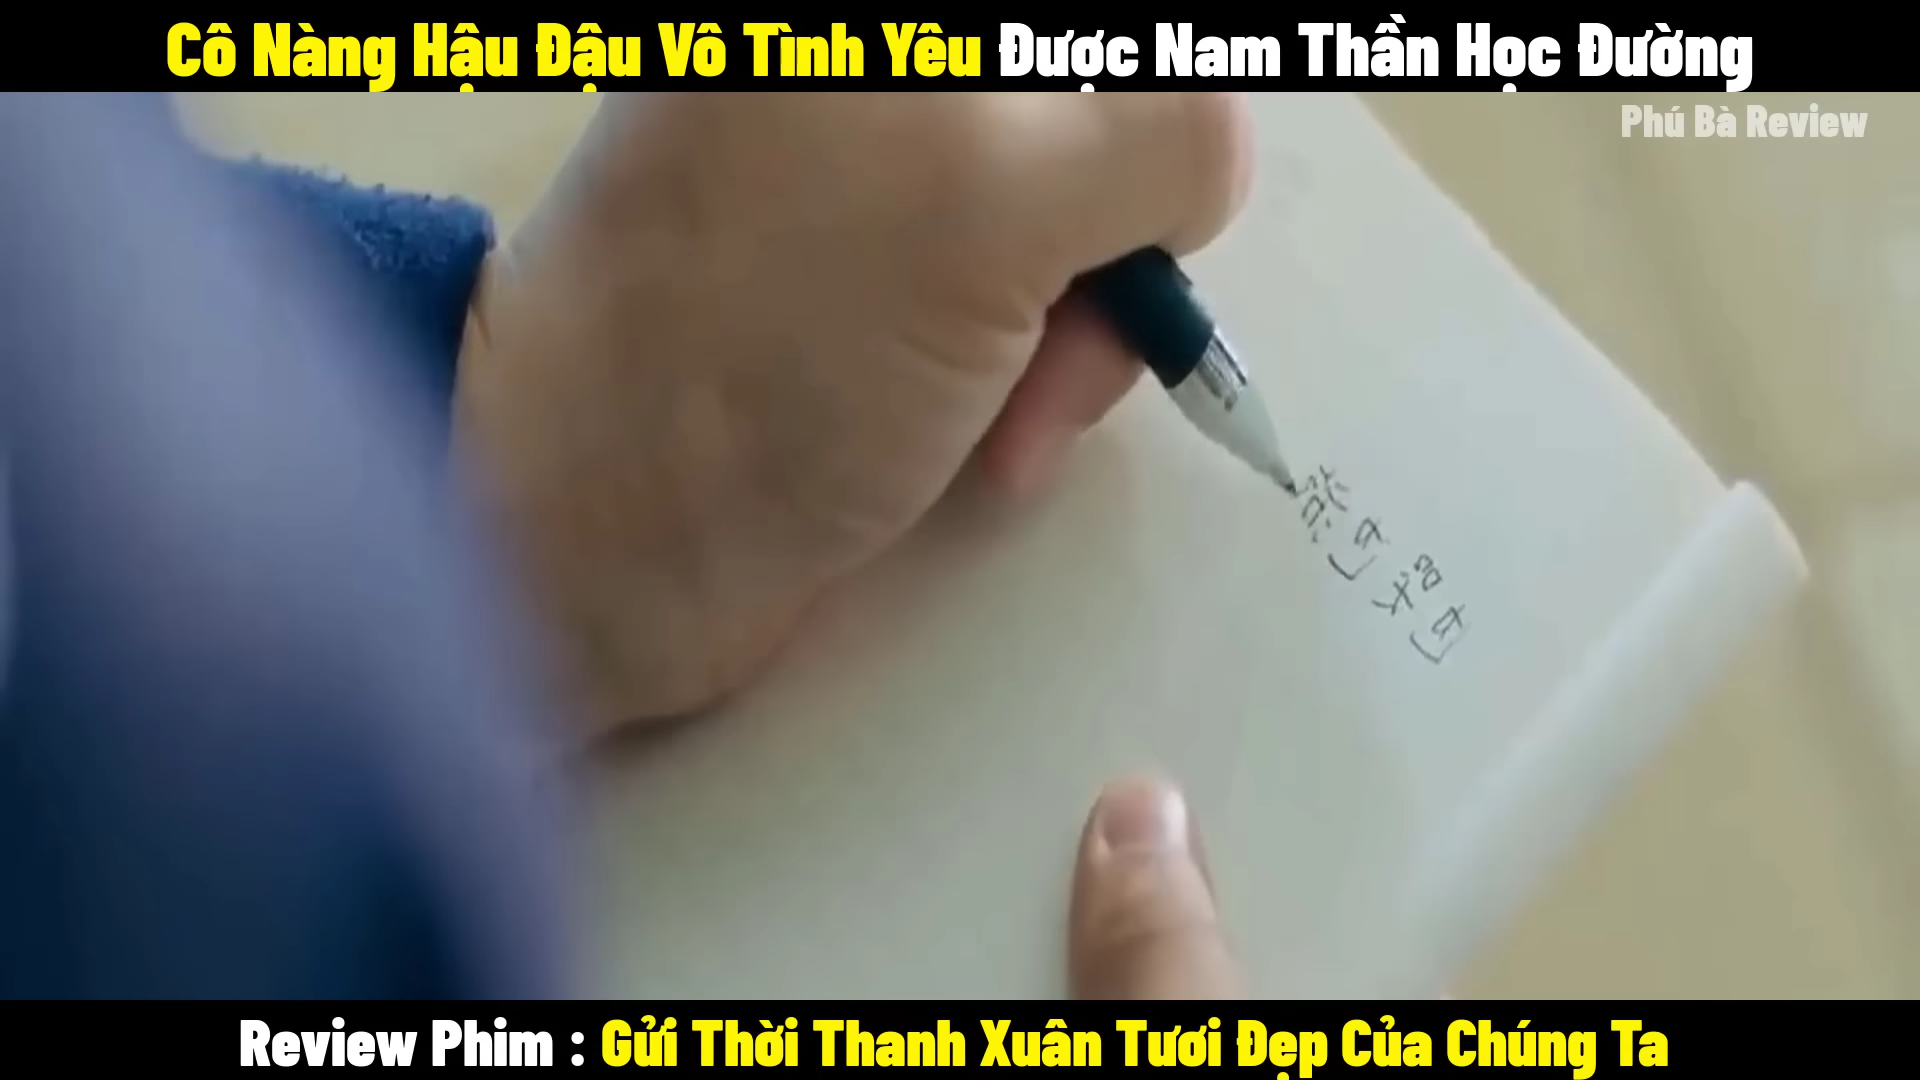 Cô Nàng Hậu Đậu Vô Tình Yêu Được Nam Thần Học Đường
Phú Bà Review
Review Phim : Gửi Thời Thanh Xuân Tươi Đẹp Của Chúng Ta